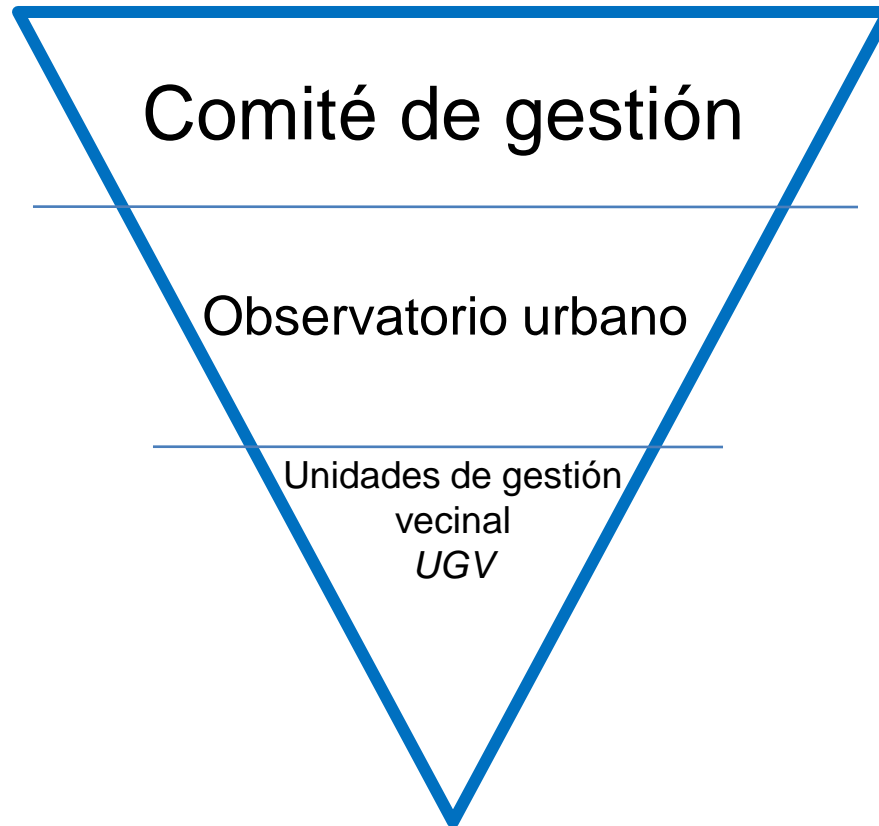 Comité de gestión
Observatorio urbano
Unidades de gestión
vecinal
UGV